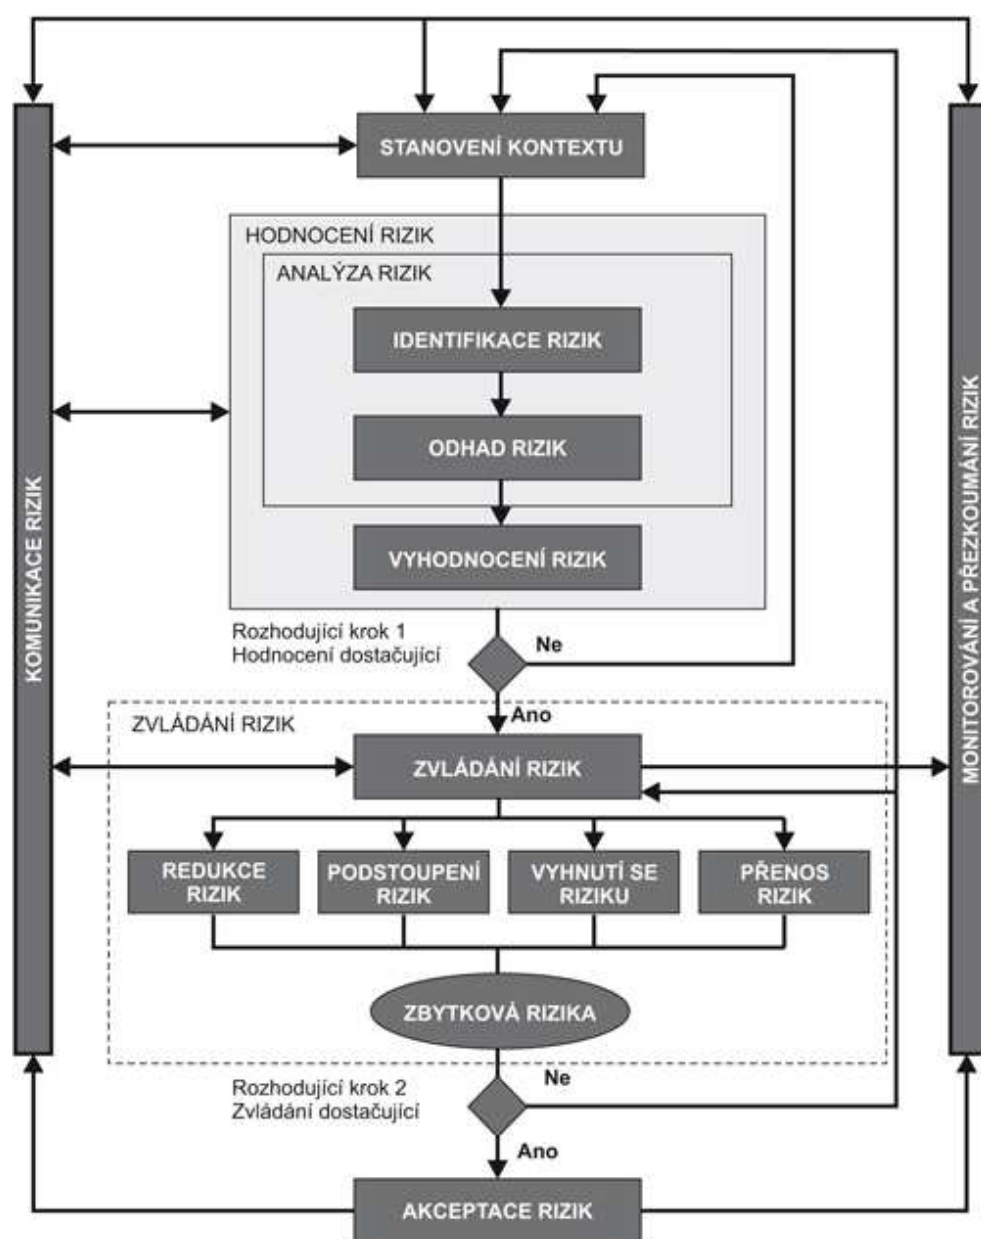 STANOVENÍ KONTEXTU
HODNOCENÍ RIZIK
ANALÝZA RIZIK
IDENTIFIKACE RIZIK
ODHAD RIZIK
VYHODNOCENÍ RIZIK
KOMUNIKACE RIZIK
MONITOROVÁNÍ A PŘEZKOUMÁNÍ RIZIK
Rozhodující krok 1
Hodnocení dostačující
Ne
Ano
ZVLÁDÁNÍ RIZIK
ZVLÁDÁNÍ RIZIK
REDUKCE
RIZIK
PODSTOUPENÍ
RIZIK
VYHNUTÍ SE
RIZIKU
PŘENOS
RIZIK
ZBYTKOVÁ RIZIKA
Rozhodující krok 2
Zvládání dostačující
Ne
Ano
AKCEPTACE RIZIK